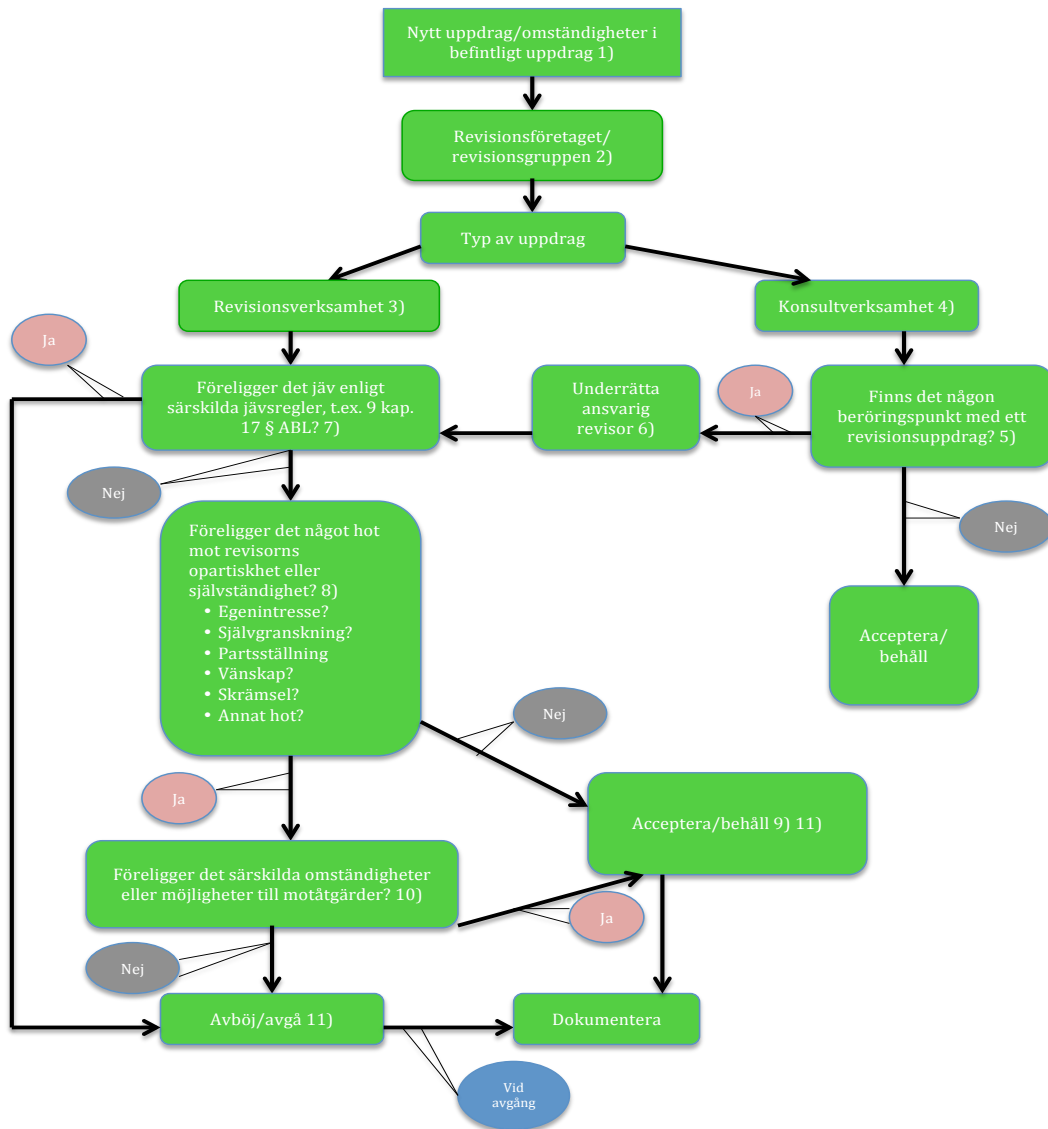 Nytt uppdrag/omständigheter i
befintligt uppdrag 1)
Revisionsföretaget/
revisionsgruppen 2)
Typ av uppdrag
Revisionsverksamhet 3)
Konsultverksamhet 4)
Ja
Föreligger det jäv enligt
särskilda jävsregler, t.ex. 9 kap.
17 § ABL? 7)
Underrätta
ansvarig
revisor 6)
Ja
Finns det någon
beröringspunkt med ett
revisionsuppdrag? 5)
Nej
Nej
Föreligger det något hot
mot revisorns
opartiskhet eller
självständighet? 8)
• Egenintresse?
• Självgranskning?
• Partsställning
• Vänskap?
• Skrämsel?
• Annat hot?
Acceptera/
behåll
Nej
Ja
Acceptera/behåll 9) 11)
Föreligger det särskilda omständigheter
eller möjligheter till motåtgärder? 10)
Ja
Nej
Avböj/avgå 11)
Dokumentera
Vid
avgång